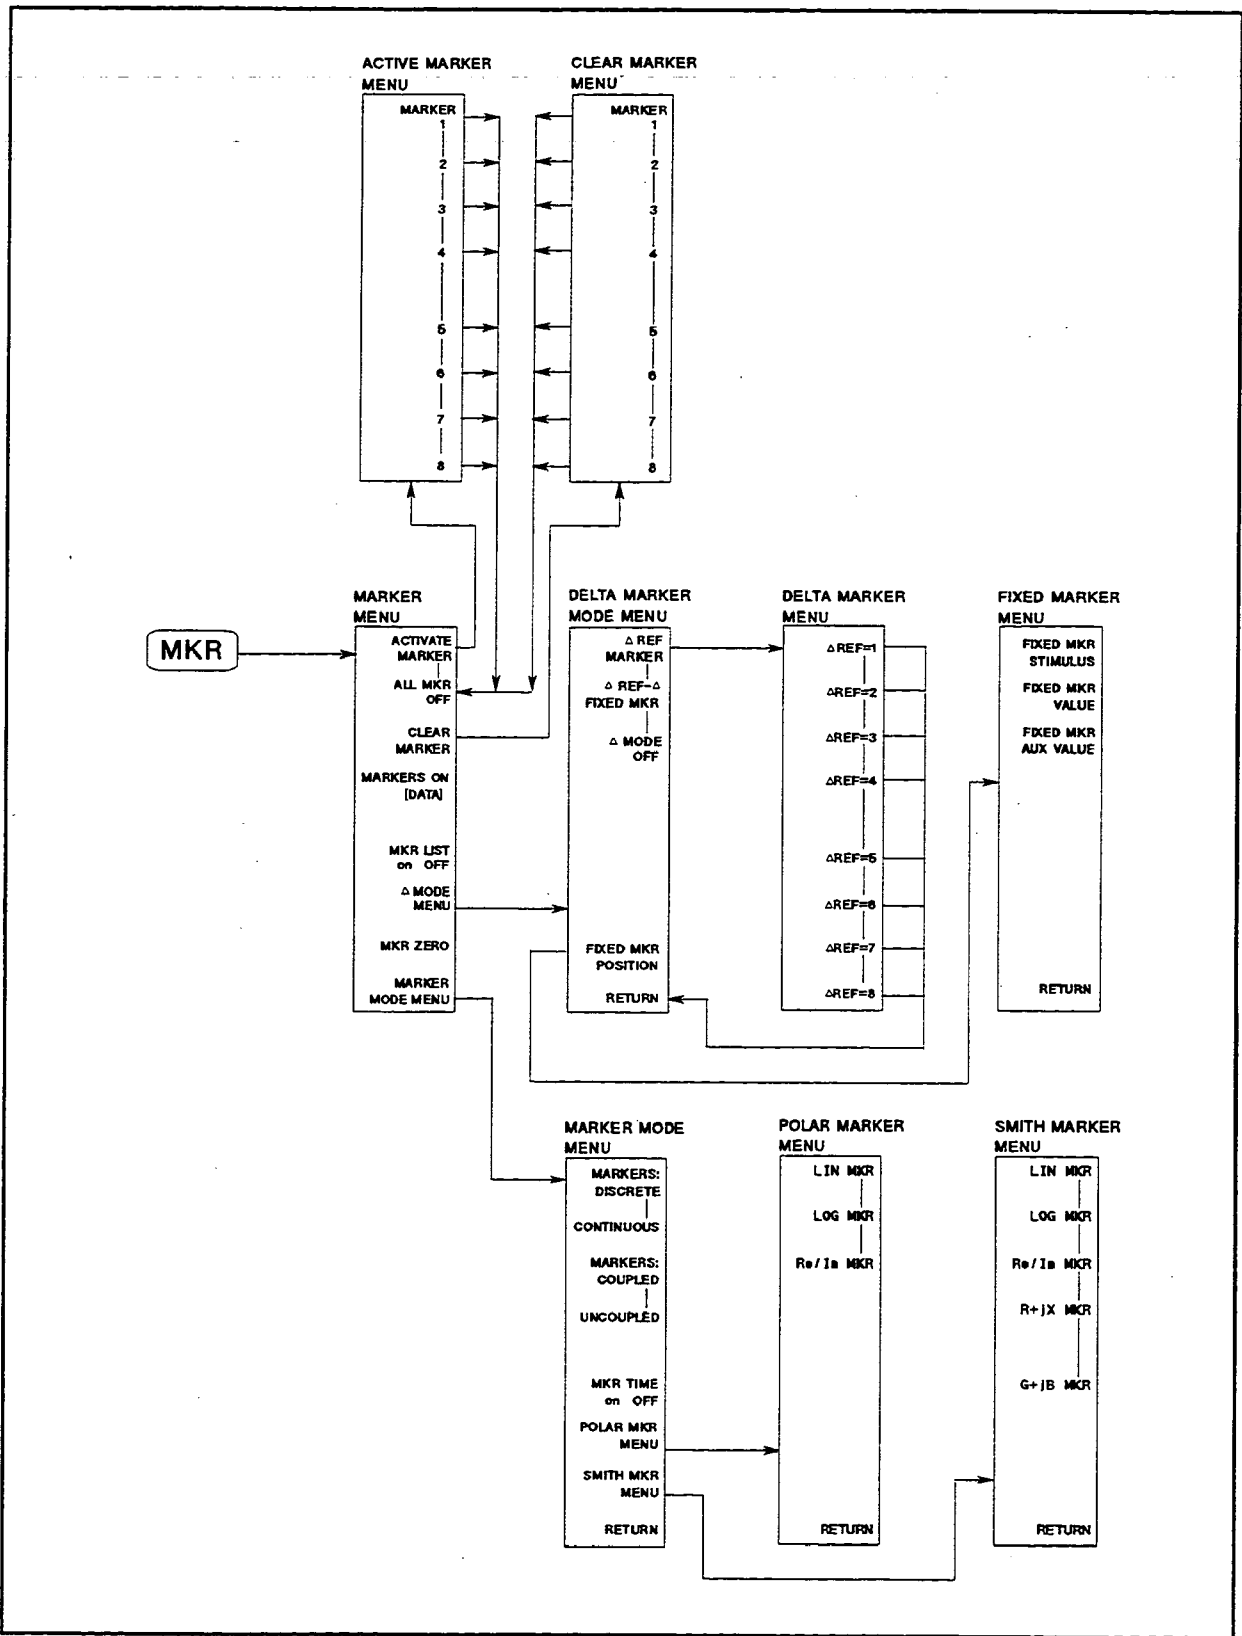 ACTIVE MARKER
MENU
MARKER
1
2
3
4
5
6
7
8
CLEAR MARKER
MENU
MARKER
1
2
3
4
5
6
7
8
MKR
MARKER
MENU
ACTIVATE
MARKER
ALL MKR
OFF
CLEAR
MARKER
MARKERS ON
[DATA]
MKR LIST
on OFF
Δ MODE
MENU
MKR ZERO
MARKER
MODE MENU
DELTA MARKER
MODE MENU
Δ REF
MARKER
Δ REF-Δ
FIXED MKR
Δ MODE
OFF
FIXED MKR
POSITION
RETURN
DELTA MARKER
MENU
ΔREF=1
ΔREF=2
ΔREF=3
ΔREF=4
ΔREF=5
ΔREF=6
ΔREF=7
ΔREF=8
FIXED MARKER
MENU
FIXED MKR
STIMULUS
FIXED MKR
VALUE
FIXED MKR
AUX VALUE
RETURN
MARKER MODE
MENU
MARKERS:
DISCRETE
CONTINUOUS
MARKERS:
COUPLED
UNCOUPLED
MKR TIME
on OFF
POLAR MKR
MENU
SMITH MKR
MENU
RETURN
POLAR MARKER
MENU
LIN MKR
LOG MKR
Re/Im MKR
RETURN
SMITH MARKER
MENU
LIN MKR
LOG MKR
Re/Im MKR
R+jX MKR
G+jB MKR
RETURN